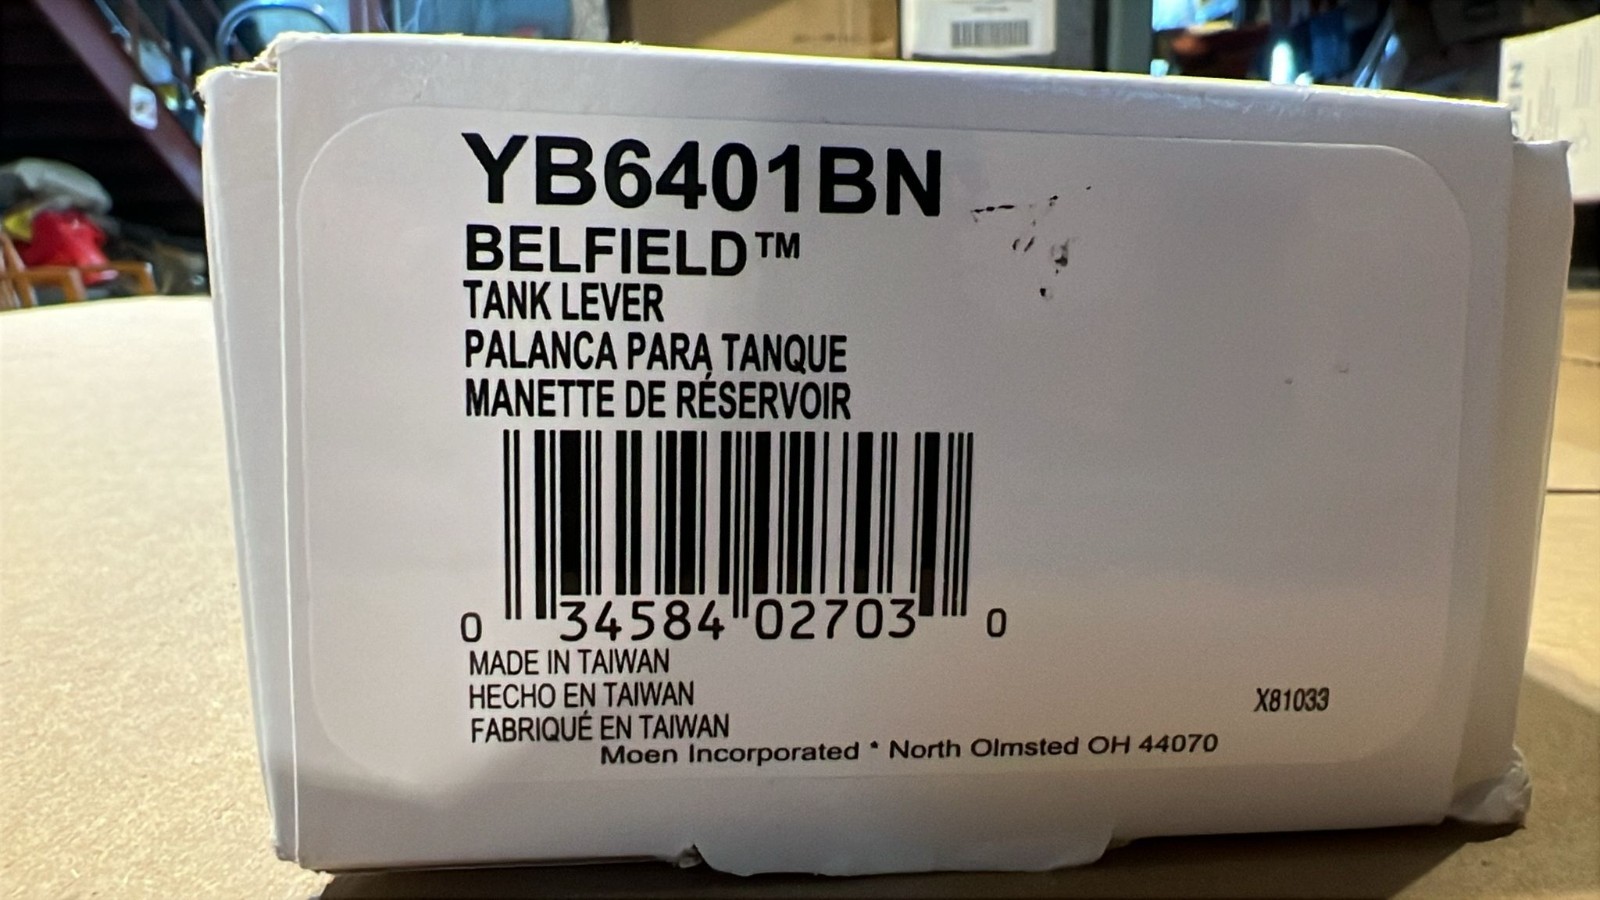 YB6401BN
BELFIELD™
TANK LEVER
PALANCA PARA TANQUE
MANETTE DE RÉSERVOIR
0 34584 02703 0
MADE IN TAIWAN
HECHO EN TAIWAN
FABRIQUÉ EN TAIWAN
X81033
Moen Incorporated * North Olmsted OH 44070